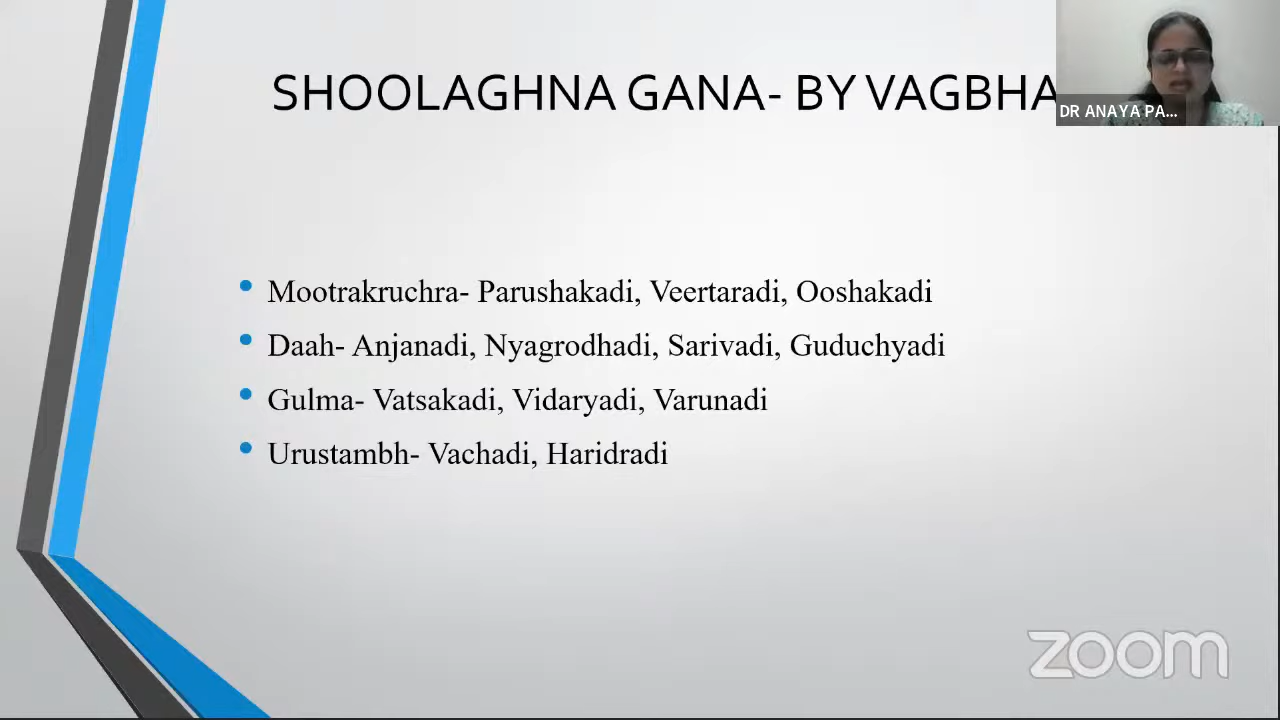 SHOOLAGHNA GANA- BY VAGBHA
DR ANAYA PA...
• Mootrakruchra- Parushakadi, Veertaradi, Ooshakadi
• Daah- Anjanadi, Nyagrodhadi, Sarivadi, Guduchyadi
• Gulma- Vatsakadi, Vidaryadi, Varunadi
• Urustambh- Vachadi, Haridradi
zoom